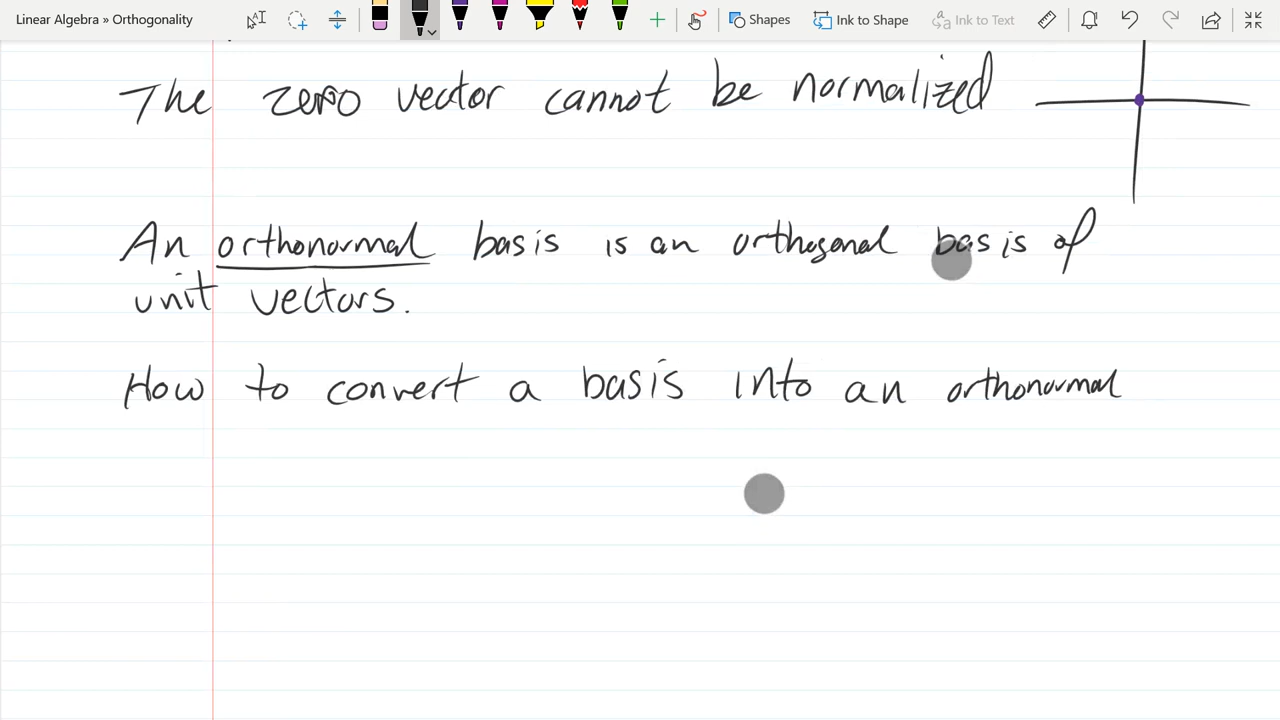 Linear Algebra » Orthogonality
Shapes
Ink to Shape
Ink to Text
The zero vector cannot be normalized
An orthonormal basis is an orthogonal basis of
unit vectors.
How to convert a basis into an orthonormal